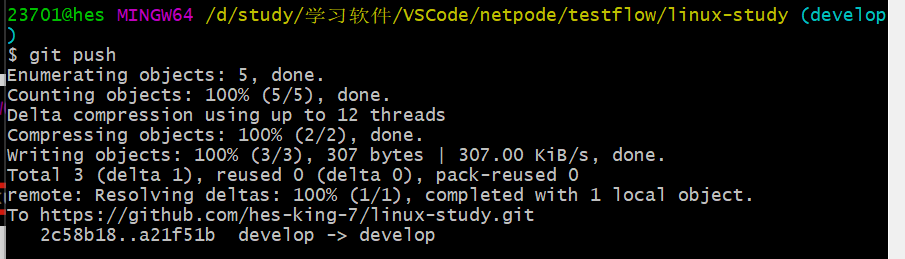 23701@hes MINGW64 /d/study/学习软件/VSCode/netpode/testflow/linux-study (develop
)
$ git push
Enumerating objects: 5, done.
Counting objects: 100% (5/5), done.
Delta compression using up to 12 threads
Compressing objects: 100% (2/2), done.
Writing objects: 100% (3/3), 307 bytes | 307.00 KiB/s, done.
Total 3 (delta 1), reused 0 (delta 0), pack-reused 0
remote: Resolving deltas: 100% (1/1), completed with 1 local object.
To https://github.com/hes-king-7/linux-study.git
   2c58b18..a21f51b  develop -> develop